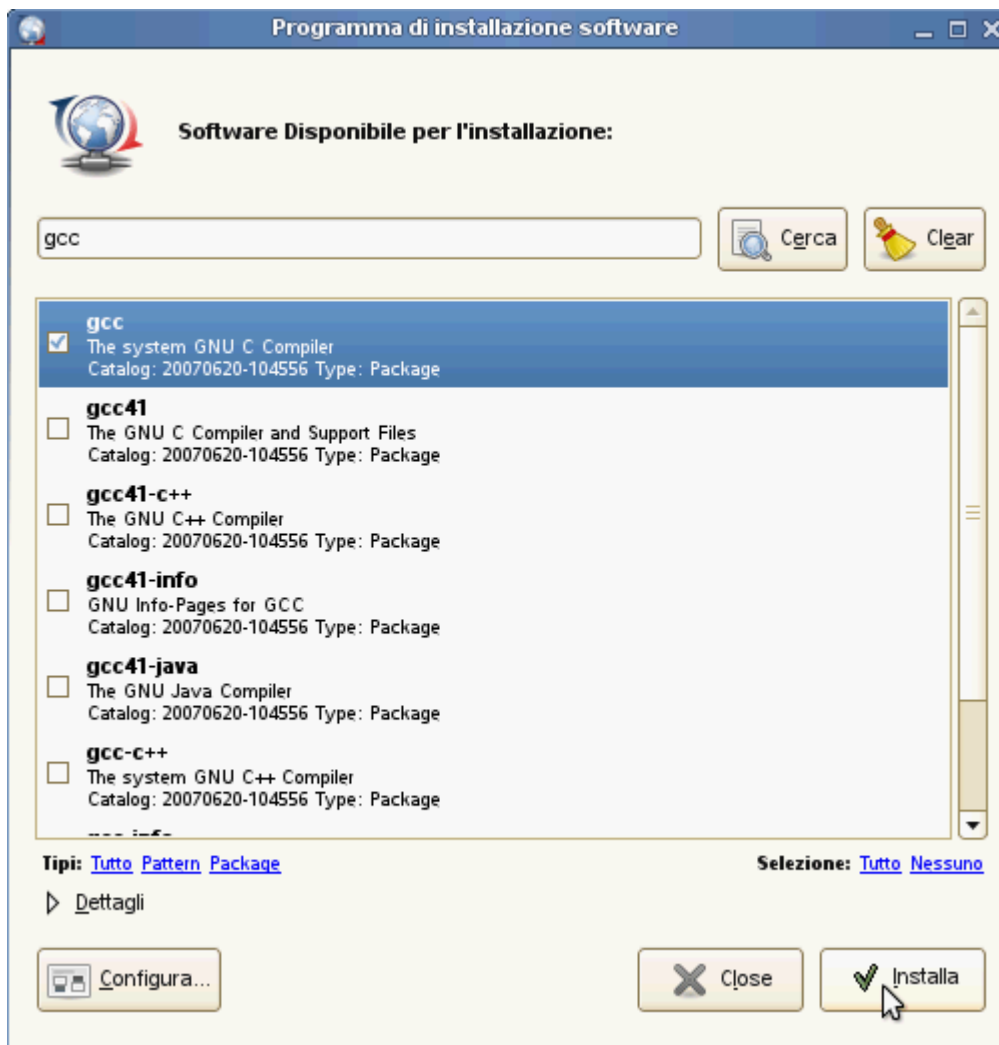 Programma di installazione software
Software Disponibile per l'installazione:
gcc
Cerca
Clear
gcc
The system GNU C Compiler
Catalog: 20070620-104556 Type: Package
gcc41
The GNU C Compiler and Support Files
Catalog: 20070620-104556 Type: Package
gcc41-c++
The GNU C++ Compiler
Catalog: 20070620-104556 Type: Package
gcc41-info
GNU Info-Pages for GCC
Catalog: 20070620-104556 Type: Package
gcc41-java
The GNU Java Compiler
Catalog: 20070620-104556 Type: Package
gcc-c++
The system GNU C++ Compiler
Catalog: 20070620-104556 Type: Package
Tipi: Tutto Pattern Package
Selezione: Tutto Nessuno
Dettagli
Configura...
Close
Installa